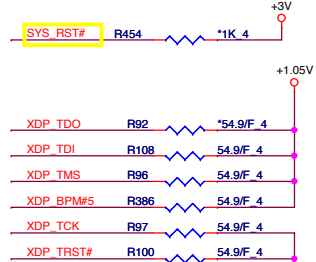 +3V
SYS_RST# R454 *1K_4
+1.05V
XDP_TDO R92 *54.9/F_4
XDP_TDI R108 54.9/F_4
XDP_TMS R96 54.9/F_4
XDP_BPM#5 R386 54.9/F_4
XDP_TCK R97 54.9/F_4
XDP_TRST# R100 54.9/F_4